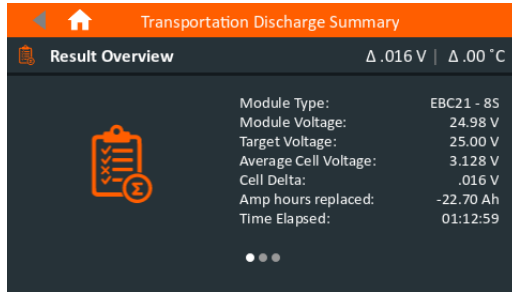 Transportation Discharge Summary
Result Overview Δ .016 V | Δ .00 °C
Module Type: EBC21 - 8S
Module Voltage: 24.98 V
Target Voltage: 25.00 V
Average Cell Voltage: 3.128 V
Cell Delta: .016 V
Amp hours replaced: -22.70 Ah
Time Elapsed: 01:12:59
Σ